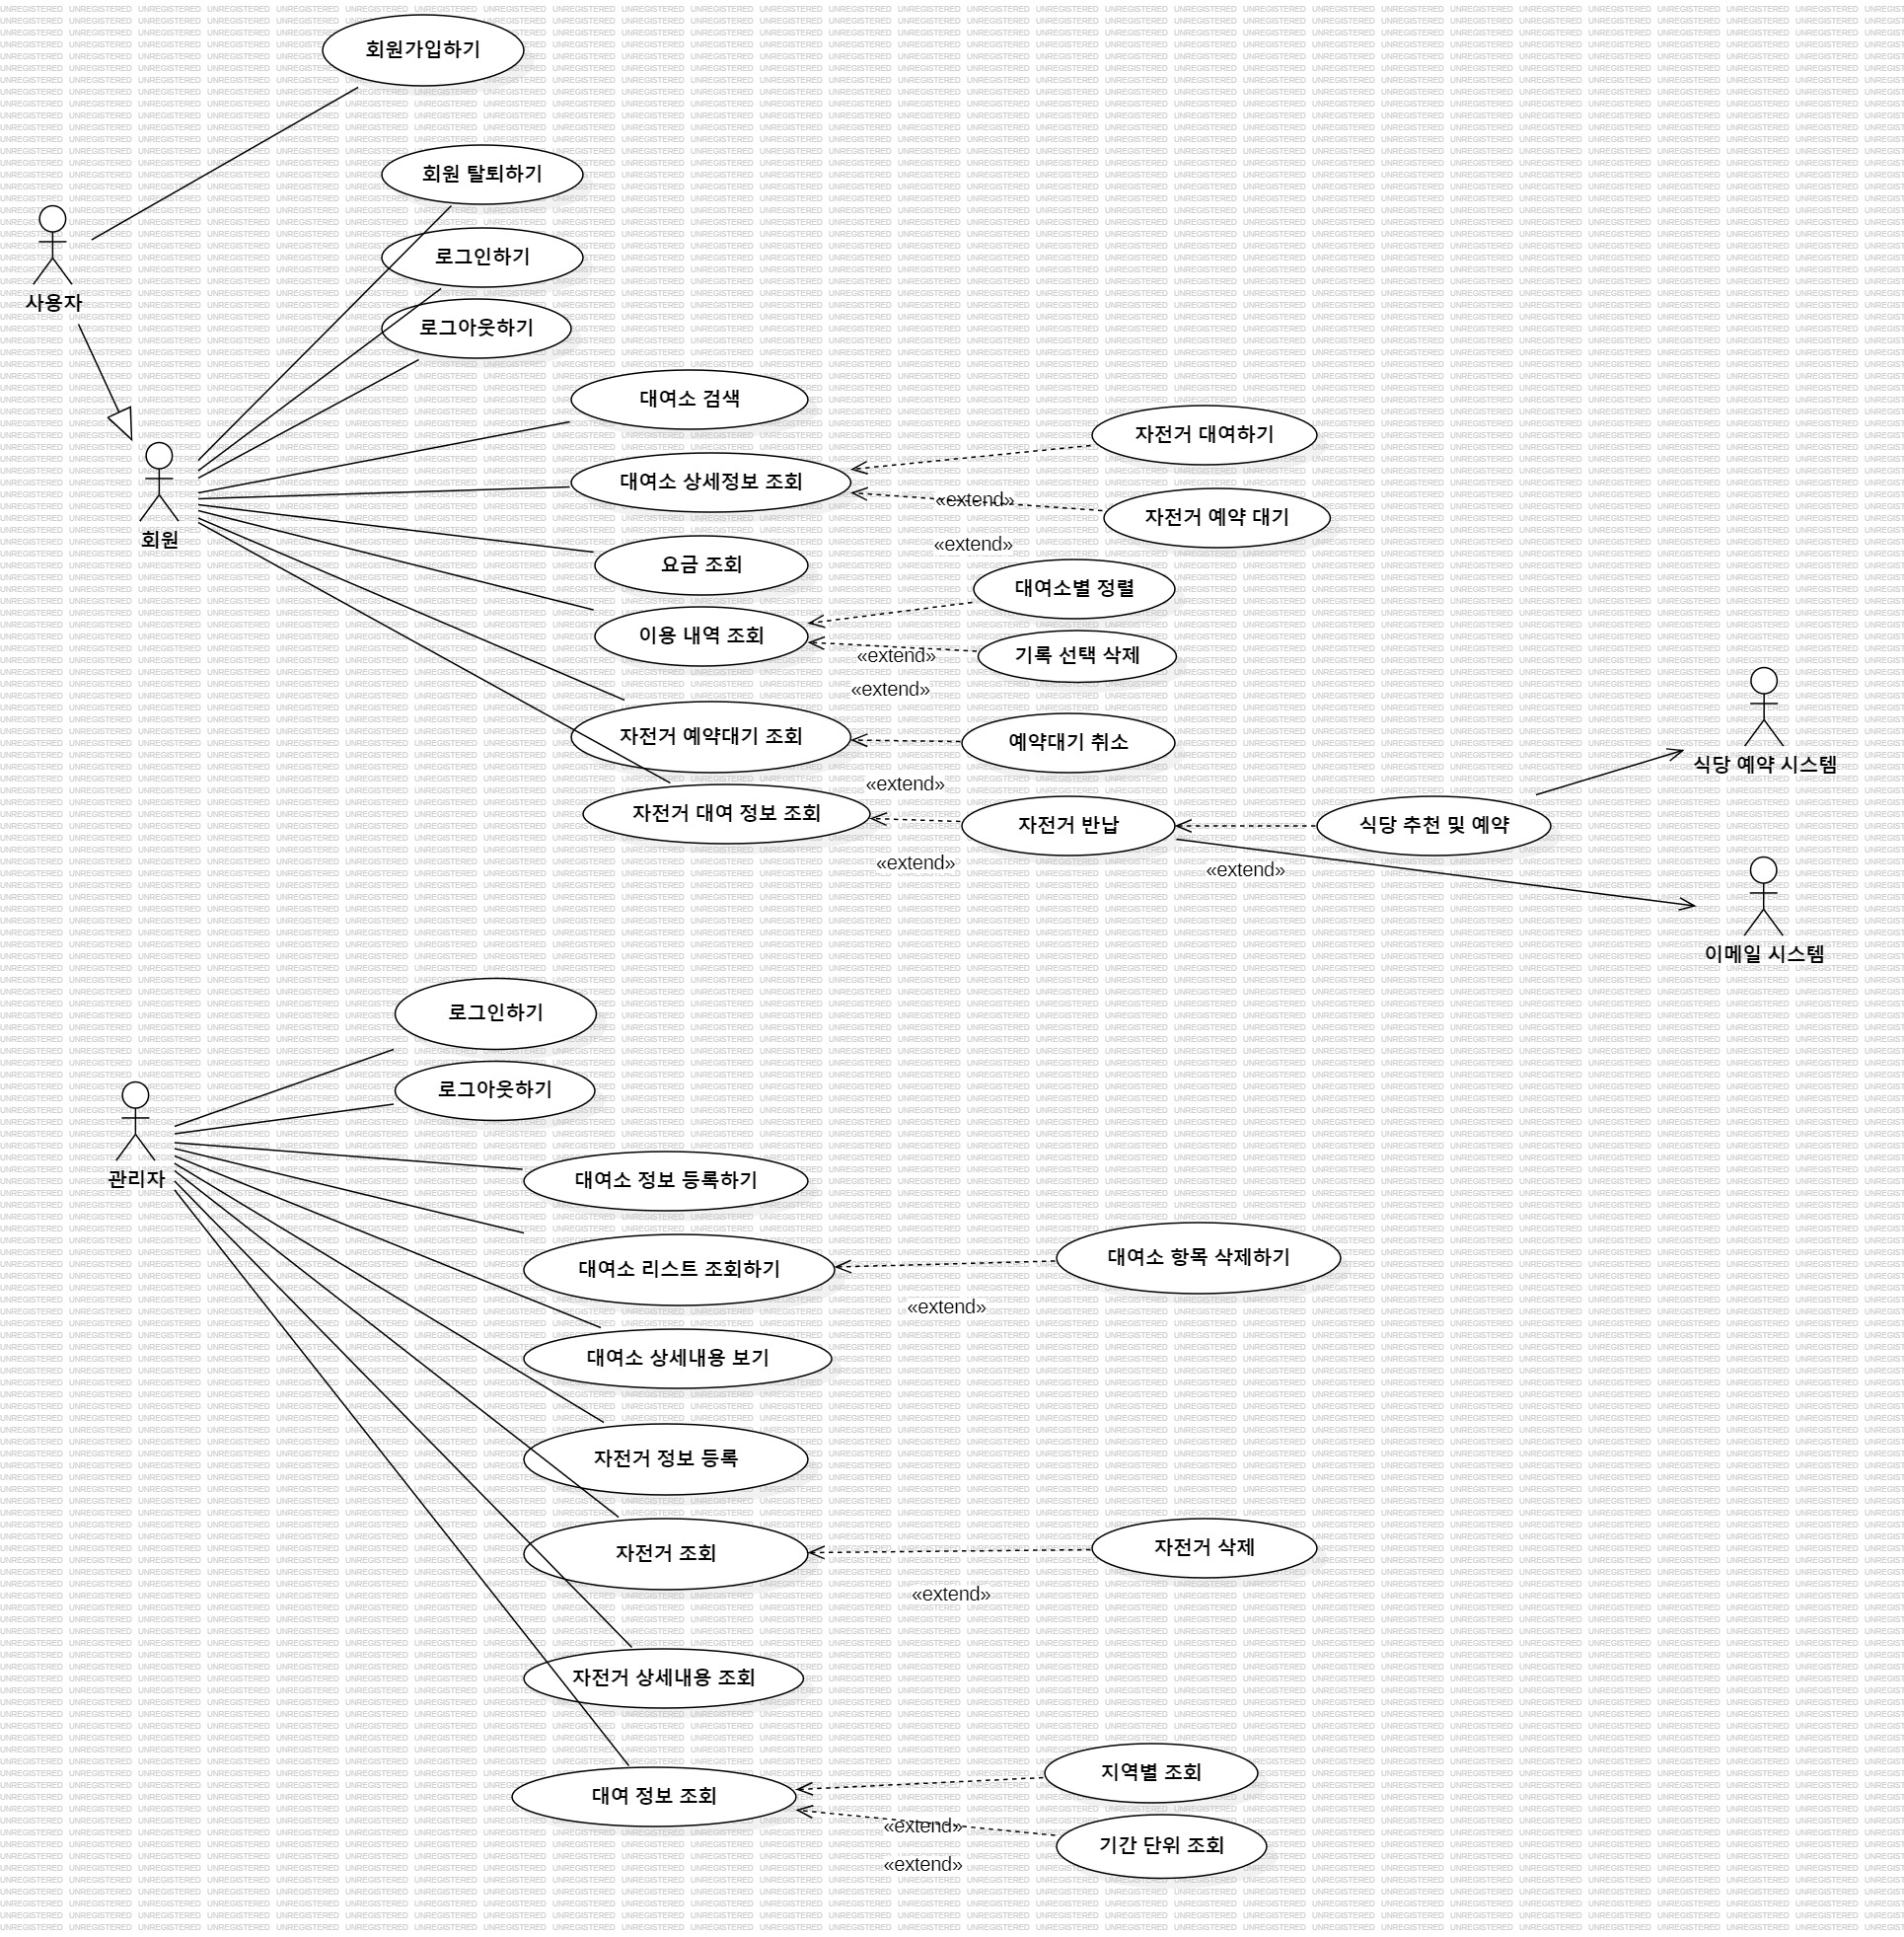 회원가입하기
회원 탈퇴하기
로그인하기
사용자
로그아웃하기
대여소 검색
자전거 대여하기
대여소 상세정보 조회
«extend»
자전거 예약 대기
회원
«extend»
요금 조회
대여소별 정렬
이용 내역 조회
«extend»
기록 선택 삭제
«extend»
자전거 예약대기 조회
예약대기 취소
식당 예약 시스템
«extend»
자전거 대여 정보 조회
자전거 반납
식당 추천 및 예약
«extend»
«extend»
이메일 시스템
로그인하기
로그아웃하기
관리자
대여소 정보 등록하기
대여소 리스트 조회하기
대여소 항목 삭제하기
«extend»
대여소 상세내용 보기
자전거 정보 등록
자전거 조회
자전거 삭제
«extend»
자전거 상세내용 조회
지역별 조회
대여 정보 조회
«extend»
기간 단위 조회
«extend»
UNREGISTERED